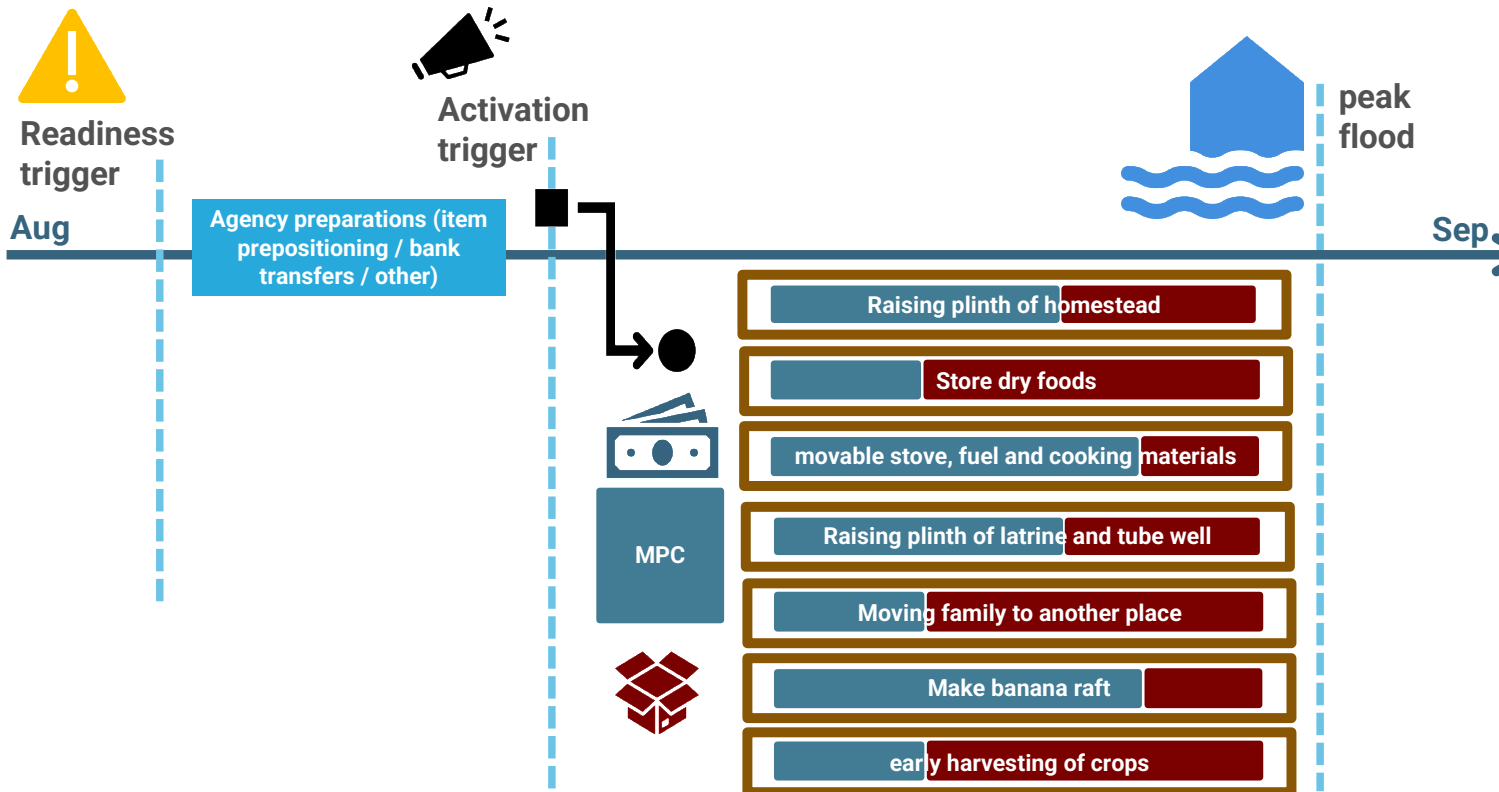 Readiness
trigger
Activation
trigger
peak
flood
Aug
Agency preparations (item
prepositioning / bank
transfers / other)
Sep
Raising plinth of homestead
Store dry foods
movable stove, fuel and cooking materials
MPC
Raising plinth of latrine and tube well
Moving family to another place
Make banana raft
early harvesting of crops